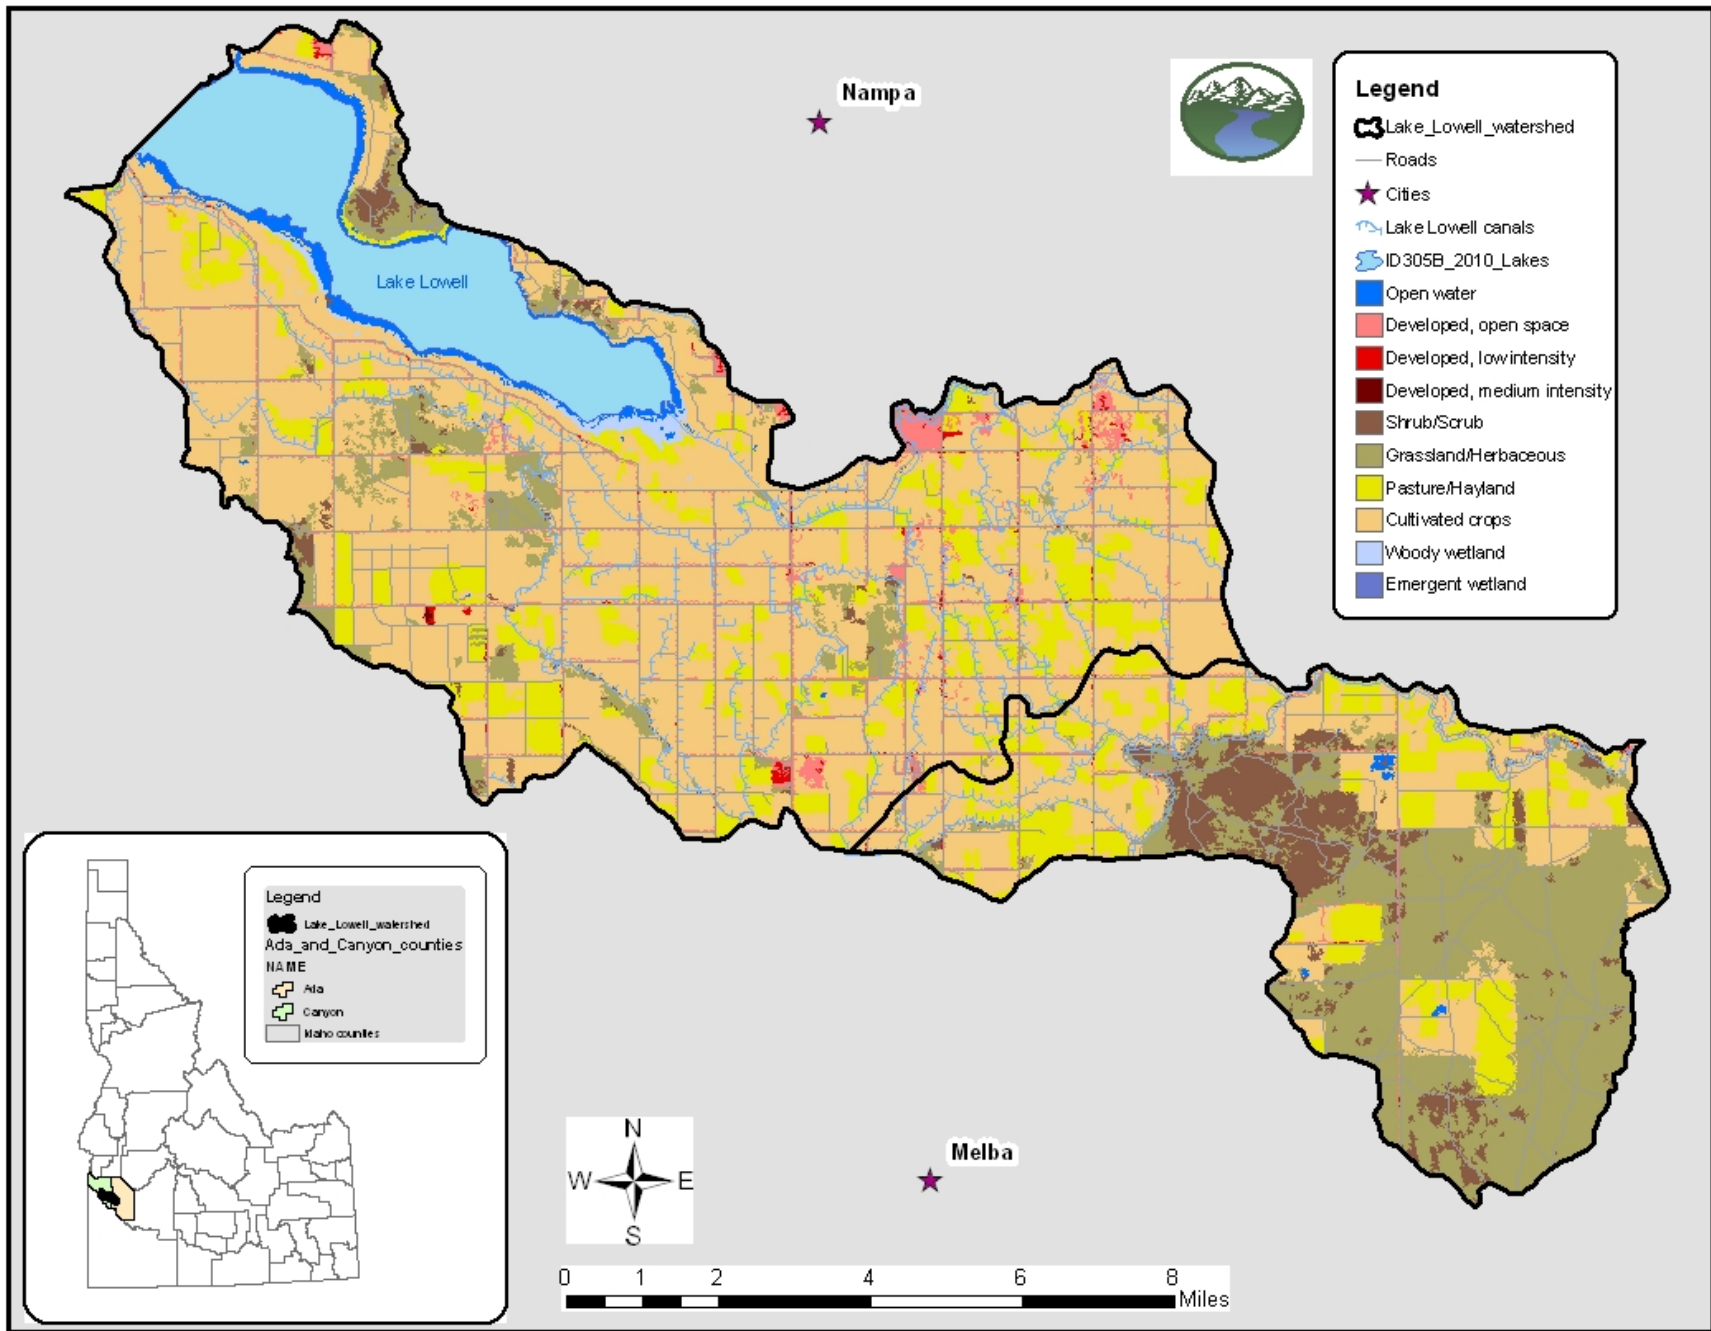 Nampa
Lake Lowell
Legend
Lake_Lowell_watershed
Roads
Cities
Lake Lowell canals
ID305B_2010_Lakes
Open water
Developed, open space
Developed, low intensity
Developed, medium intensity
Shrub/Scrub
Grassland/Herbaceous
Pasture/Hayland
Cultivated crops
Woody wetland
Emergent wetland
Legend
Lake_Lowell_watershed
Ada_and_Canyon_counties
NAME
Ada
Canyon
Idaho counties
Melba
N
W E
S
0 1 2 4 6 8
Miles